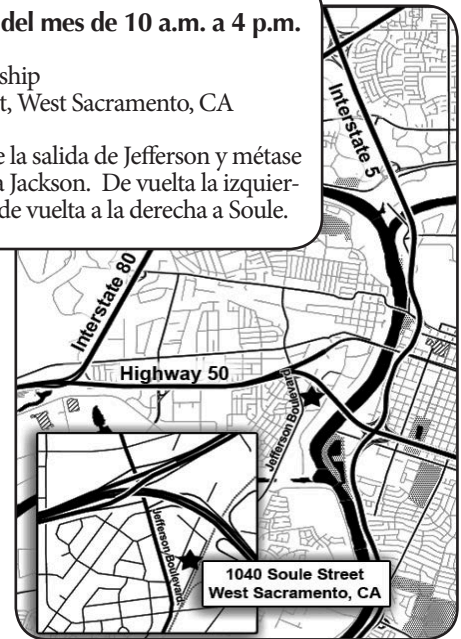 del mes de 10 a.m. a 4 p.m.
ship
t, West Sacramento, CA
e la salida de Jefferson y métase
a Jackson. De vuelta la izquier-
de vuelta a la derecha a Soule.
Interstate 5
Interstate 80
Highway 50
Jefferson Boulevard
Jefferson Boulevard
1040 Soule Street
West Sacramento, CA